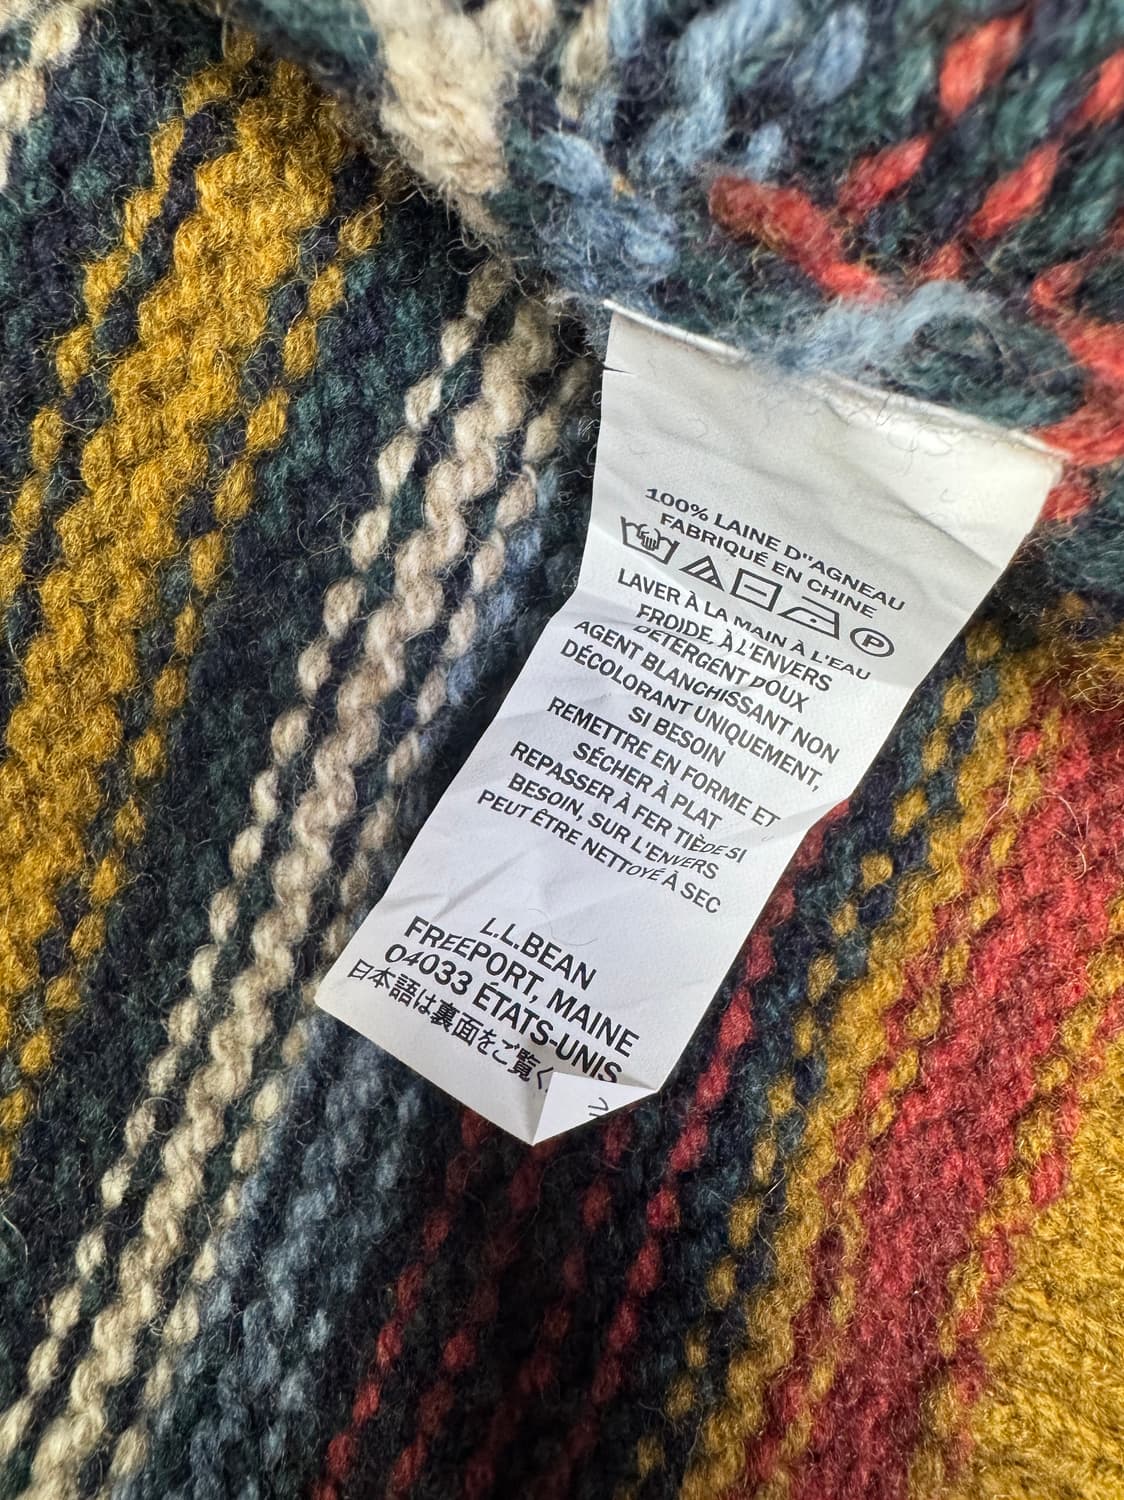 100% LAINE D"AGNEAU
FABRIQUÉ EN CHINE
P
LAVER À LA MAIN À L'EAU
FROIDE, À L'ENVERS
DÉTERGENT DOUX
AGENT BLANCHISSANT NON
DÉCOLORANT UNIQUEMENT,
SI BESOIN
REMETTRE EN FORME ET
SÉCHER À PLAT
REPASSER À FER TIÈDE SI
BESOIN, SUR L'ENVERS
PEUT ÊTRE NETTOYÉ À SEC
L.L.BEAN
FREEPORT, MAINE
04033 ÉTATS-UNIS
日本語は裏面をご覧く